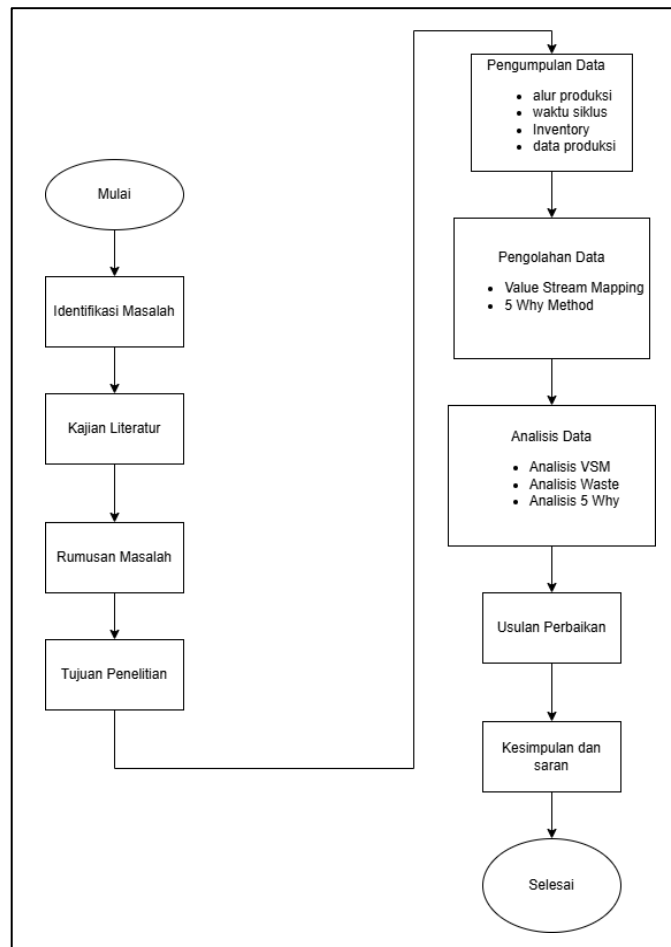 Mulai
Identifikasi Masalah
Kajian Literatur
Rumusan Masalah
Tujuan Penelitian
Pengumpulan Data
• alur produksi
• waktu siklus
• Inventory
• data produksi
Pengolahan Data
• Value Stream Mapping
• 5 Why Method
Analisis Data
• Analisis VSM
• Analisis Waste
• Analisis 5 Why
Usulan Perbaikan
Kesimpulan dan
saran
Selesai